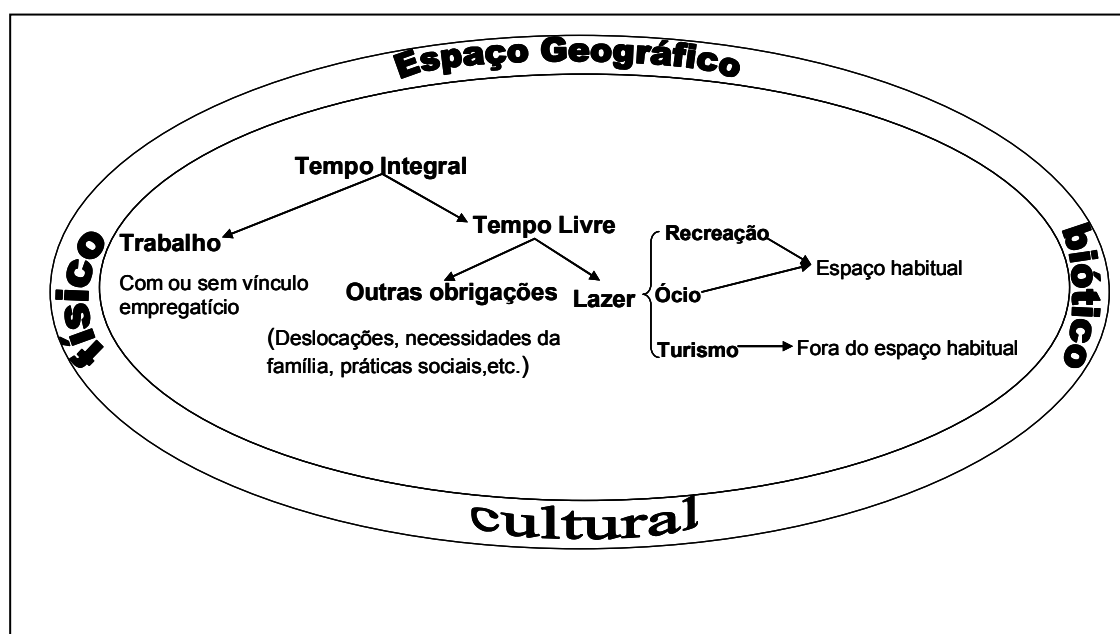 Espaço Geográfico
físico
biótico
Tempo Integral
Trabalho
Com ou sem vínculo
empregatício
Tempo Livre
Outras obrigações
(Deslocações, necessidades da
família, práticas sociais,etc.)
Lazer
Recreação
Ócio
Turismo
Espaço habitual
Fora do espaço habitual
cultural